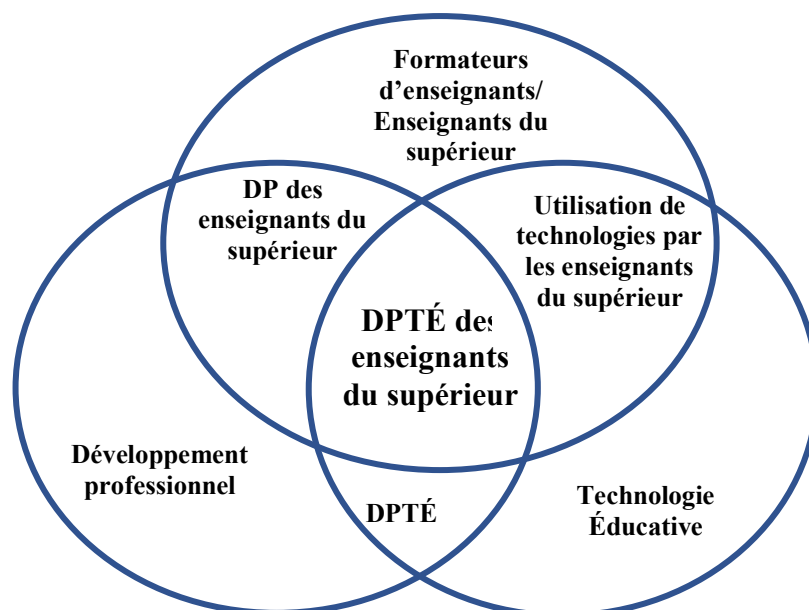 Formateurs
d'enseignants/
Enseignants du
supérieur
DP des
enseignants du
supérieur
Utilisation de
technologies par
les enseignants
du supérieur
DPTÉ des
enseignants
du supérieur
Développement
professionnel
DPTÉ
Technologie
Éducative